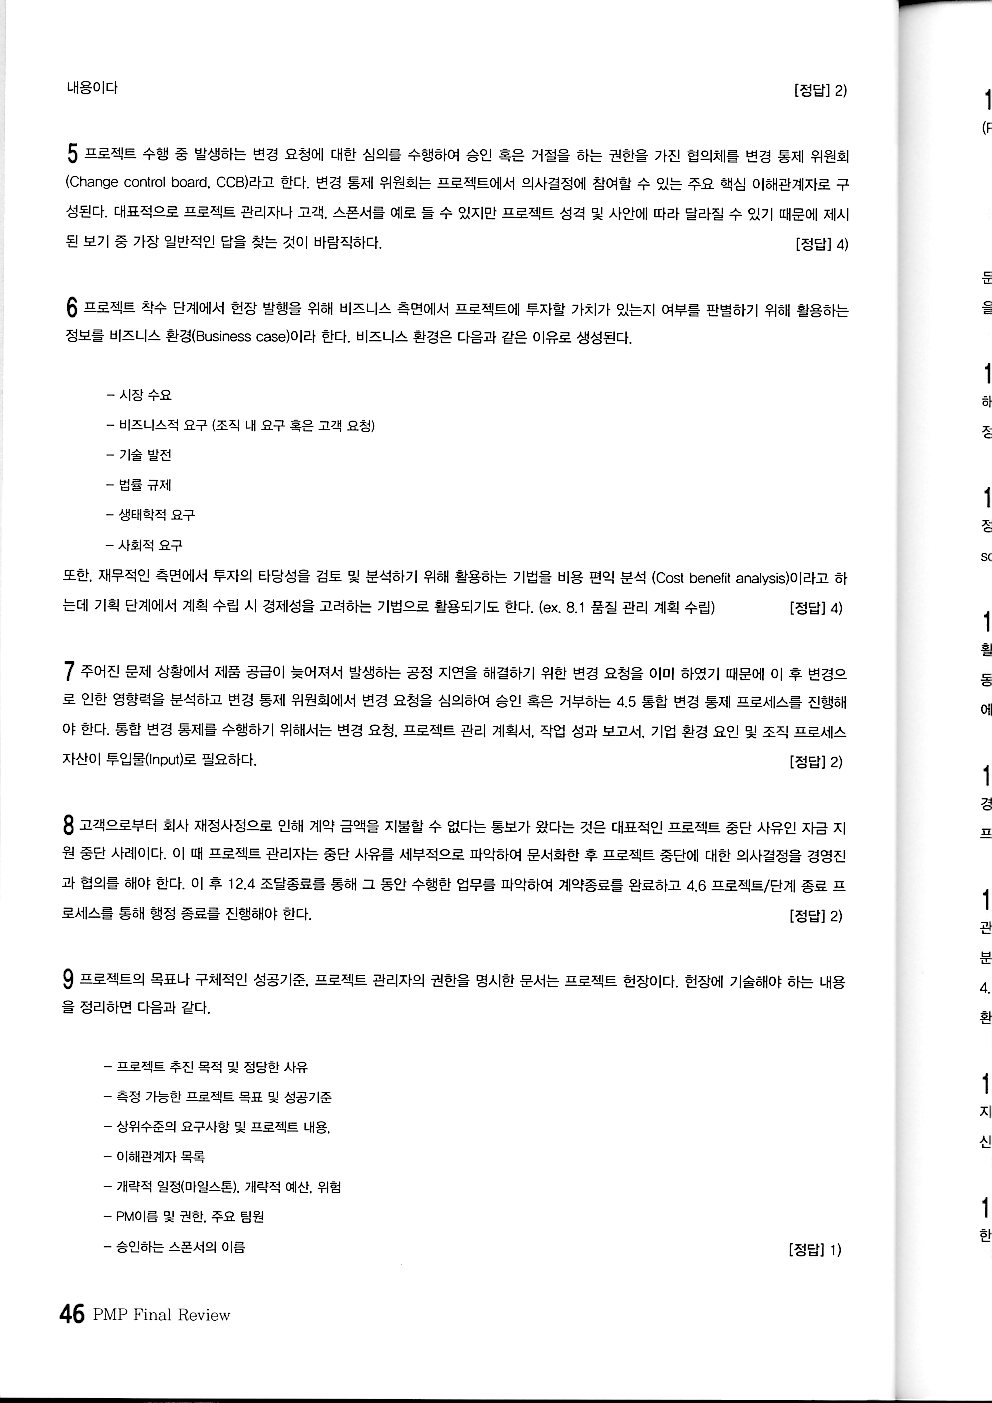 내용이다 [정답] 2)
5 프로젝트 수행 중 발생하는 변경 요청에 대한 심의를 수행하여 승인 혹은 거절을 하는 권한을 가진 협의체를 변경 통제 위원회
(Change control board, CCB)라고 한다. 변경 통제 위원회는 프로젝트에서 의사결정에 참여할 수 있는 주요 핵심 이해관계자로 구
성된다. 대표적으로 프로젝트 관리자나 고객, 스폰서를 예로 들 수 있지만 프로젝트 성격 및 사안에 따라 달라질 수 있기 때문에 제시
된 보기 중 가장 일반적인 답을 찾는 것이 바람직하다. [정답] 4)
6 프로젝트 착수 단계에서 헌장 발행을 위해 비즈니스 측면에서 프로젝트에 투자할 가치가 있는지 여부를 판별하기 위해 활용하는
정보를 비즈니스 환경(Business case)이라 한다. 비즈니스 환경은 다음과 같은 이유로 생성된다.
– 시장 수요
– 비즈니스적 요구 (조직 내 요구 혹은 고객 요청)
– 기술 발전
– 법률 규제
– 생태학적 요구
– 사회적 요구
또한, 재무적인 측면에서 투자의 타당성을 검토 및 분석하기 위해 활용하는 기법을 비용 편익 분석 (Cost benefit analysis)이라고 하
는데 기획 단계에서 계획 수립 시 경제성을 고려하는 기법으로 활용되기도 한다. (ex. 8.1 품질 관리 계획 수립) [정답] 4)
7 주어진 문제 상황에서 제품 공급이 늦어져서 발생하는 공정 지연을 해결하기 위한 변경 요청을 이미 하였기 때문에 이 후 변경으
로 인한 영향력을 분석하고 변경 통제 위원회에서 변경 요청을 심의하여 승인 혹은 거부하는 4.5 통합 변경 통제 프로세스를 진행해
야 한다. 통합 변경 통제를 수행하기 위해서는 변경 요청, 프로젝트 관리 계획서, 작업 성과 보고서, 기업 환경 요인 및 조직 프로세스
자산이 투입물(Input)로 필요하다. [정답] 2)
8 고객으로부터 회사 재정사정으로 인해 계약 금액을 지불할 수 없다는 통보가 왔다는 것은 대표적인 프로젝트 중단 사유인 자금 지
원 중단 사례이다. 이 때 프로젝트 관리자는 중단 사유를 세부적으로 파악하여 문서화한 후 프로젝트 중단에 대한 의사결정을 경영진
과 협의를 해야 한다. 이 후 12.4 조달종료를 통해 그 동안 수행한 업무를 파악하여 계약종료를 완료하고 4.6 프로젝트/단계 종료 프
로세스를 통해 행정 종료를 진행해야 한다. [정답] 2)
9 프로젝트의 목표나 구체적인 성공기준, 프로젝트 관리자의 권한을 명시한 문서는 프로젝트 헌장이다. 헌장에 기술해야 하는 내용
을 정리하면 다음과 같다.
– 프로젝트 추진 목적 및 정당한 사유
– 측정 가능한 프로젝트 목표 및 성공기준
– 상위수준의 요구사항 및 프로젝트 내용,
– 이해관계자 목록
– 개략적 일정(마일스톤), 개략적 예산, 위험
– PM이름 및 권한, 주요 팀원
– 승인하는 스폰서의 이름 [정답] 1)
46 PMP Final Review